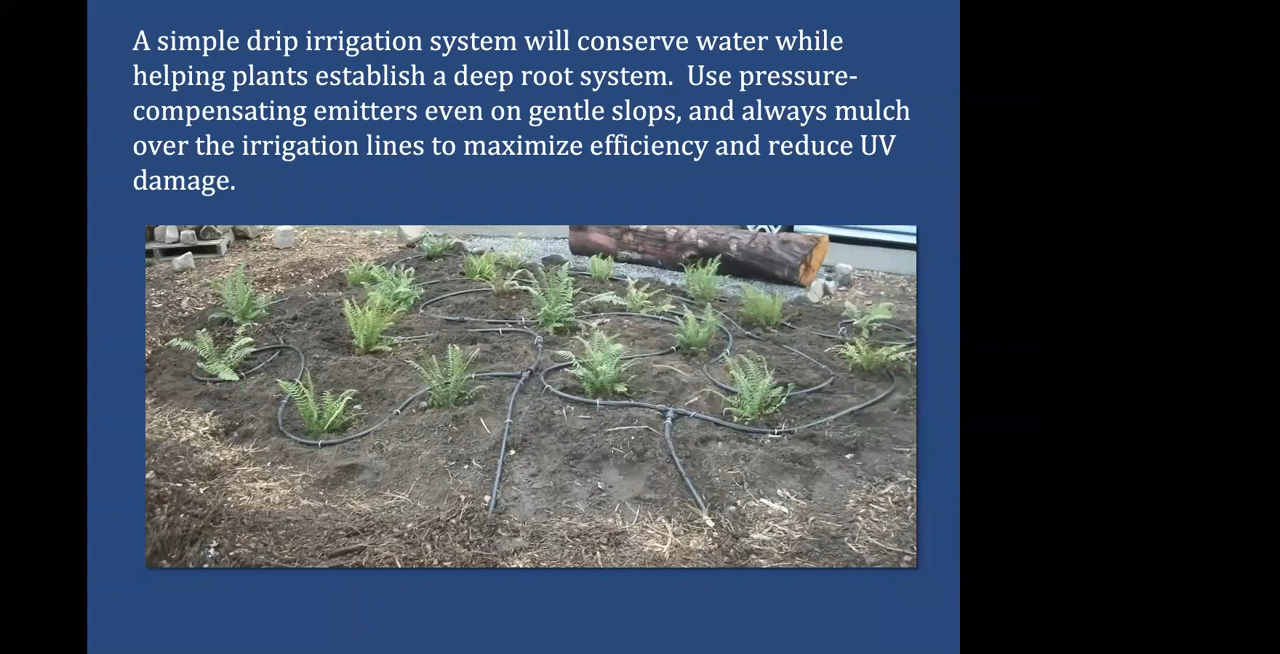 A simple drip irrigation system will conserve water while
helping plants establish a deep root system.  Use pressure-
compensating emitters even on gentle slops, and always mulch
over the irrigation lines to maximize efficiency and reduce UV
damage.